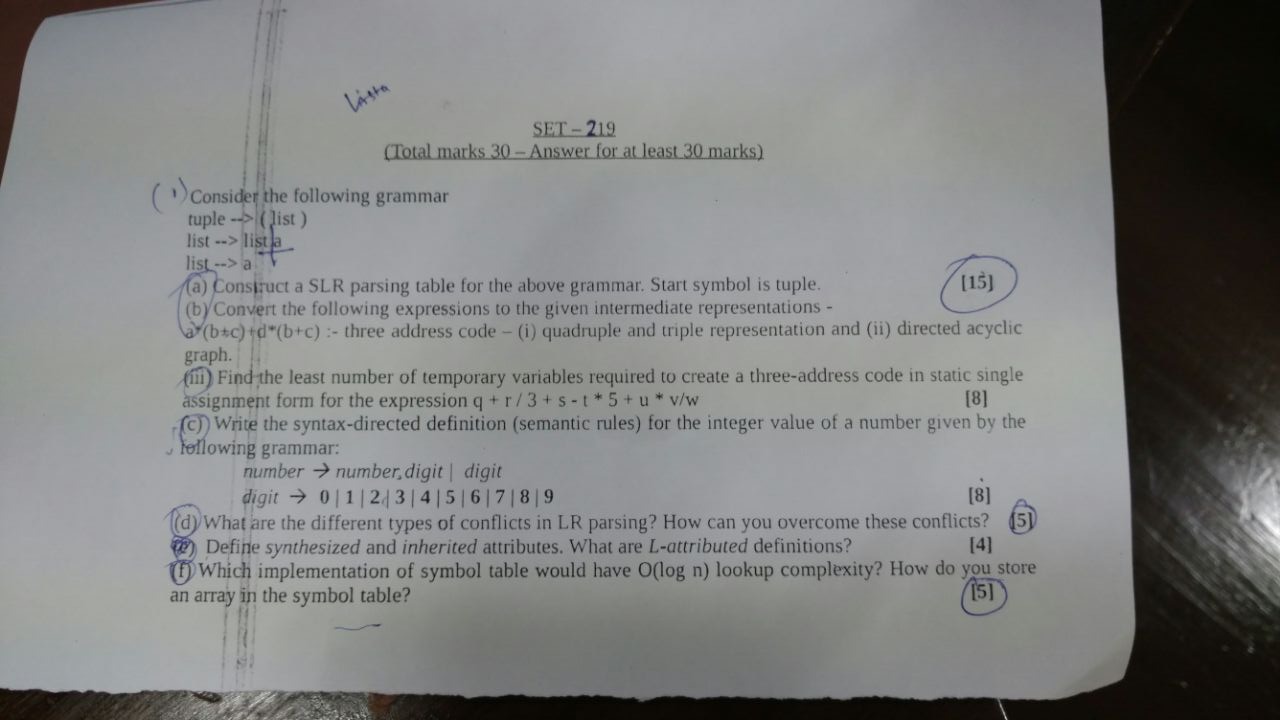 Lista
SET – 219
(Total marks 30 – Answer for at least 30 marks)
(1) Consider the following grammar
tuple --> ( list )
list --> list a
list --> a
(a) Construct a SLR parsing table for the above grammar. Start symbol is tuple. [15]
(b) Convert the following expressions to the given intermediate representations -
a*(b+c)+d*(b+c) :- three address code – (i) quadruple and triple representation and (ii) directed acyclic
graph.
(iii) Find the least number of temporary variables required to create a three-address code in static single
assignment form for the expression q + r / 3 + s - t * 5 + u * v/w [8]
(c) Write the syntax-directed definition (semantic rules) for the integer value of a number given by the
following grammar:
number → number digit | digit
digit → 0 | 1 | 2 | 3 | 4 | 5 | 6 | 7 | 8 | 9 [8]
(d) What are the different types of conflicts in LR parsing? How can you overcome these conflicts? [5]
(e) Define synthesized and inherited attributes. What are L-attributed definitions? [4]
(f) Which implementation of symbol table would have O(log n) lookup complexity? How do you store
an array in the symbol table? [5]